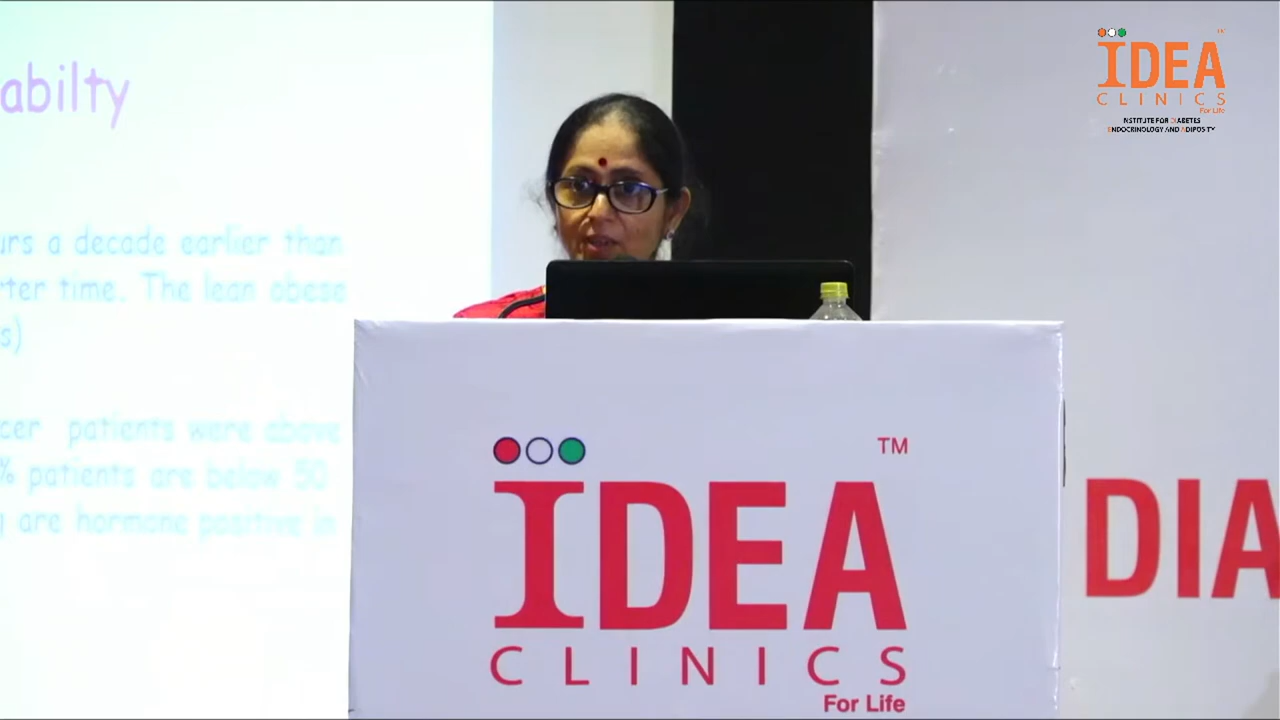 abilty
urs a decade earlier than
rter time. The lean obese
s)
cer patients were above
% patients are below 50
are hormone positive in
TM
IDEA
CLINICS
For Life
DIA
IDEA
CLINICS
For Life
INSTITUTE FOR DIABETES
ENDOCRINOLOGY AND ADIPOSITY